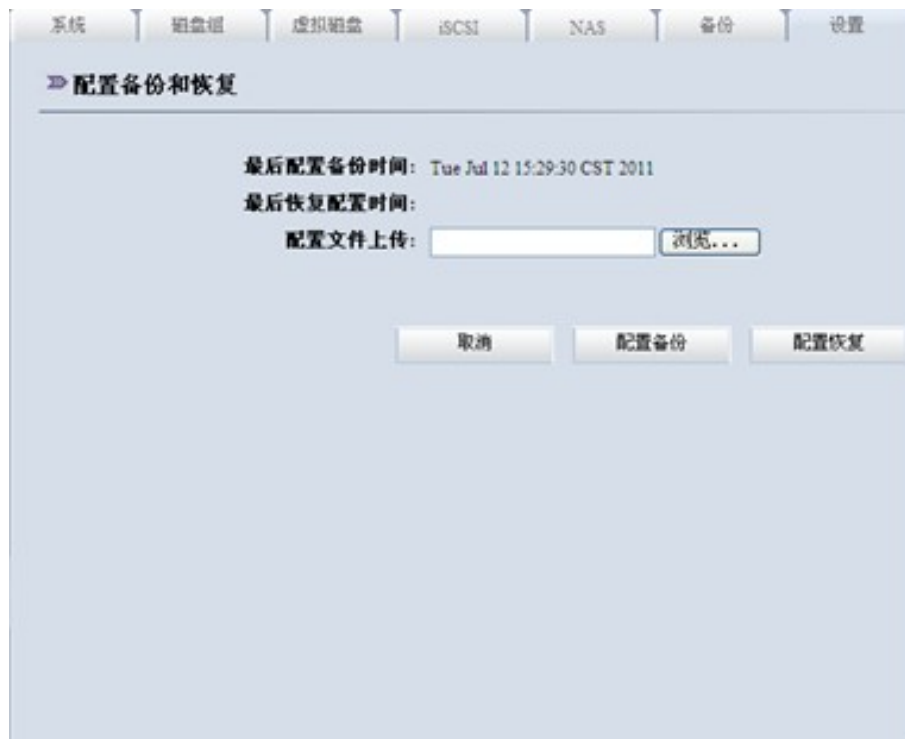 系统 磁盘组 虚拟磁盘 iSCSI NAS 备份 设置
配置备份和恢复
最后配置备份时间: Tue Jul 12 15:29:30 CST 2011
最后恢复配置时间:
配置文件上传: 浏览...
取消 配置备份 配置恢复